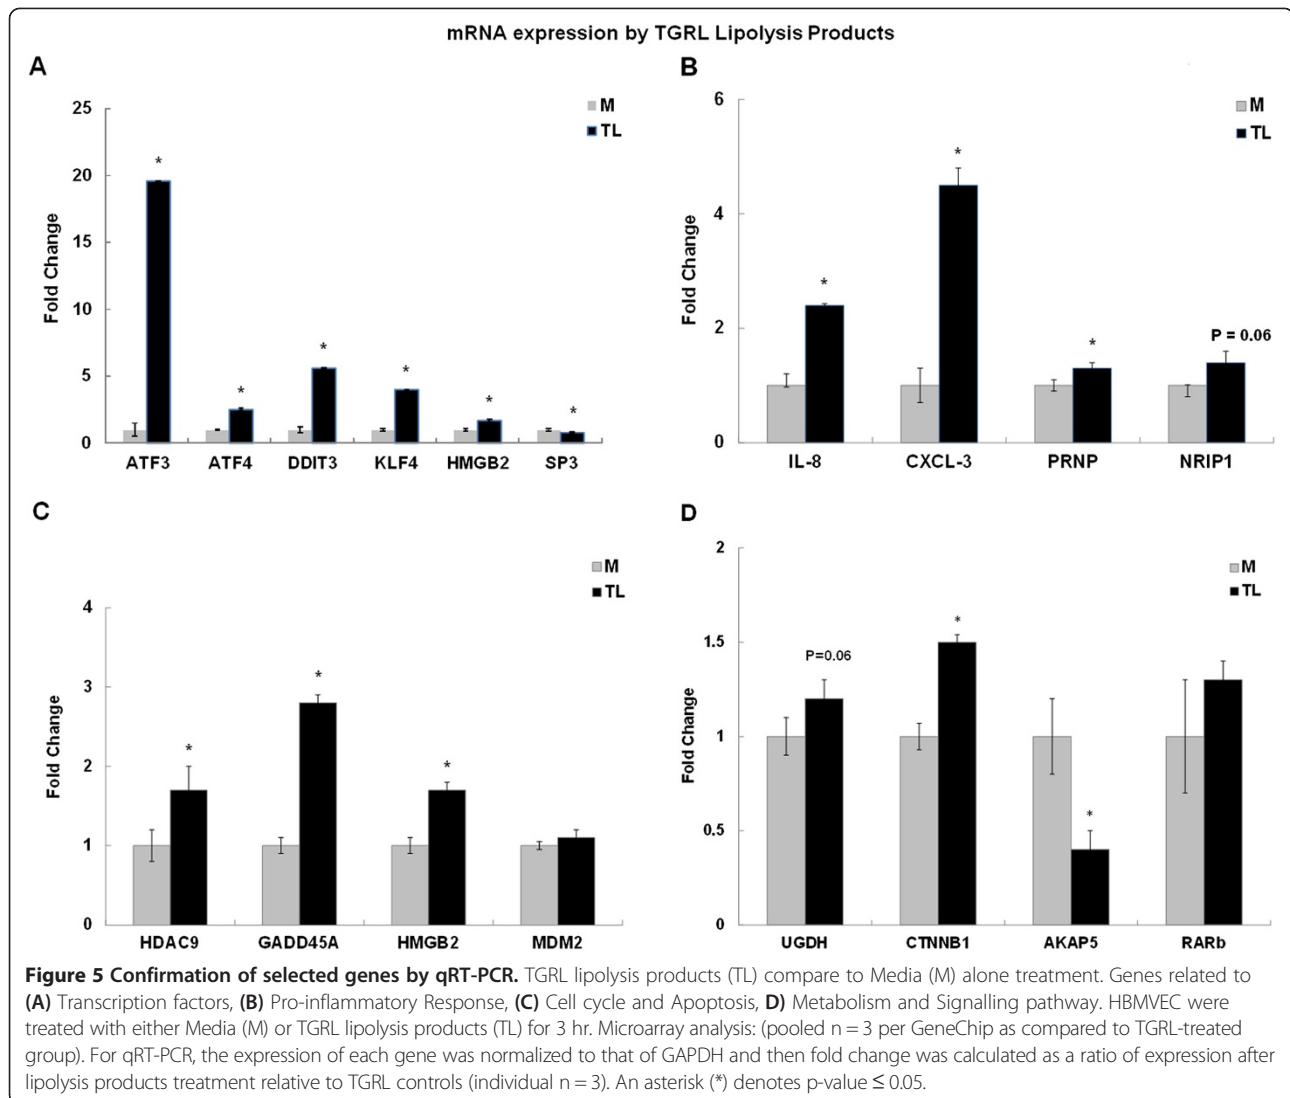 mRNA expression by TGRL Lipolysis Products
A
M
TL
Fold Change
25
20
15
10
5
0
*
*
*
*
*
*
ATF3 ATF4 DDIT3 KLF4 HMGB2 SP3
B
M
TL
Fold Change
6
4
2
0
*
*
*
P = 0.06
IL-8 CXCL-3 PRNP NRIP1
C
M
TL
Fold Change
4
3
2
1
0
*
*
*
HDAC9 GADD45A HMGB2 MDM2
D
M
TL
Fold Change
2
1.5
1
0.5
0
P=0.06
*
*
UGDH CTNNB1 AKAP5 RARb
Figure 5 Confirmation of selected genes by qRT-PCR. TGRL lipolysis products (TL) compare to Media (M) alone treatment. Genes related to
(A) Transcription factors, (B) Pro-inflammatory Response, (C) Cell cycle and Apoptosis, D) Metabolism and Signalling pathway. HBMVEC were
treated with either Media (M) or TGRL lipolysis products (TL) for 3 hr. Microarray analysis: (pooled n = 3 per GeneChip as compared to TGRL-treated
group). For qRT-PCR, the expression of each gene was normalized to that of GAPDH and then fold change was calculated as a ratio of expression after
lipolysis products treatment relative to TGRL controls (individual n = 3). An asterisk (*) denotes p-value ≤ 0.05.